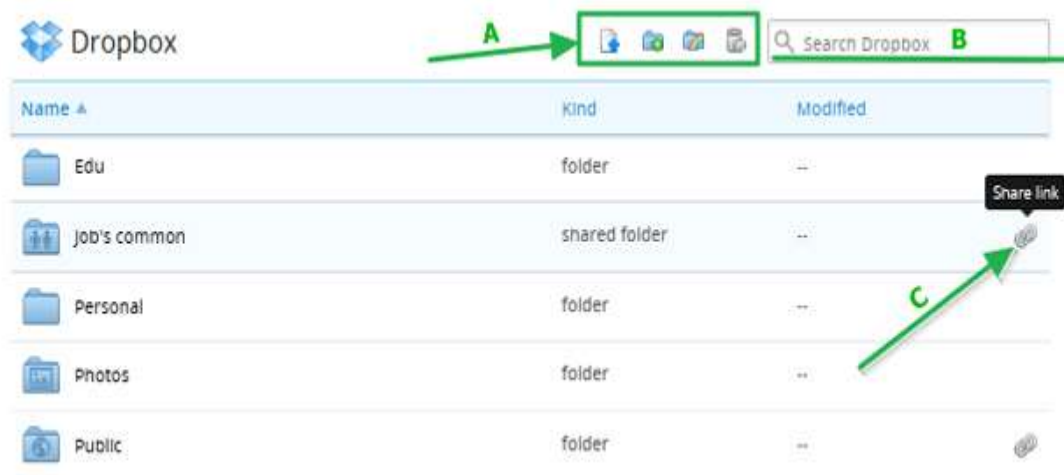 Dropbox
A
Search Dropbox B
Name Kind Modified
Edu folder --
Share link
Job's common shared folder --
C
Personal folder --
Photos folder --
Public folder --